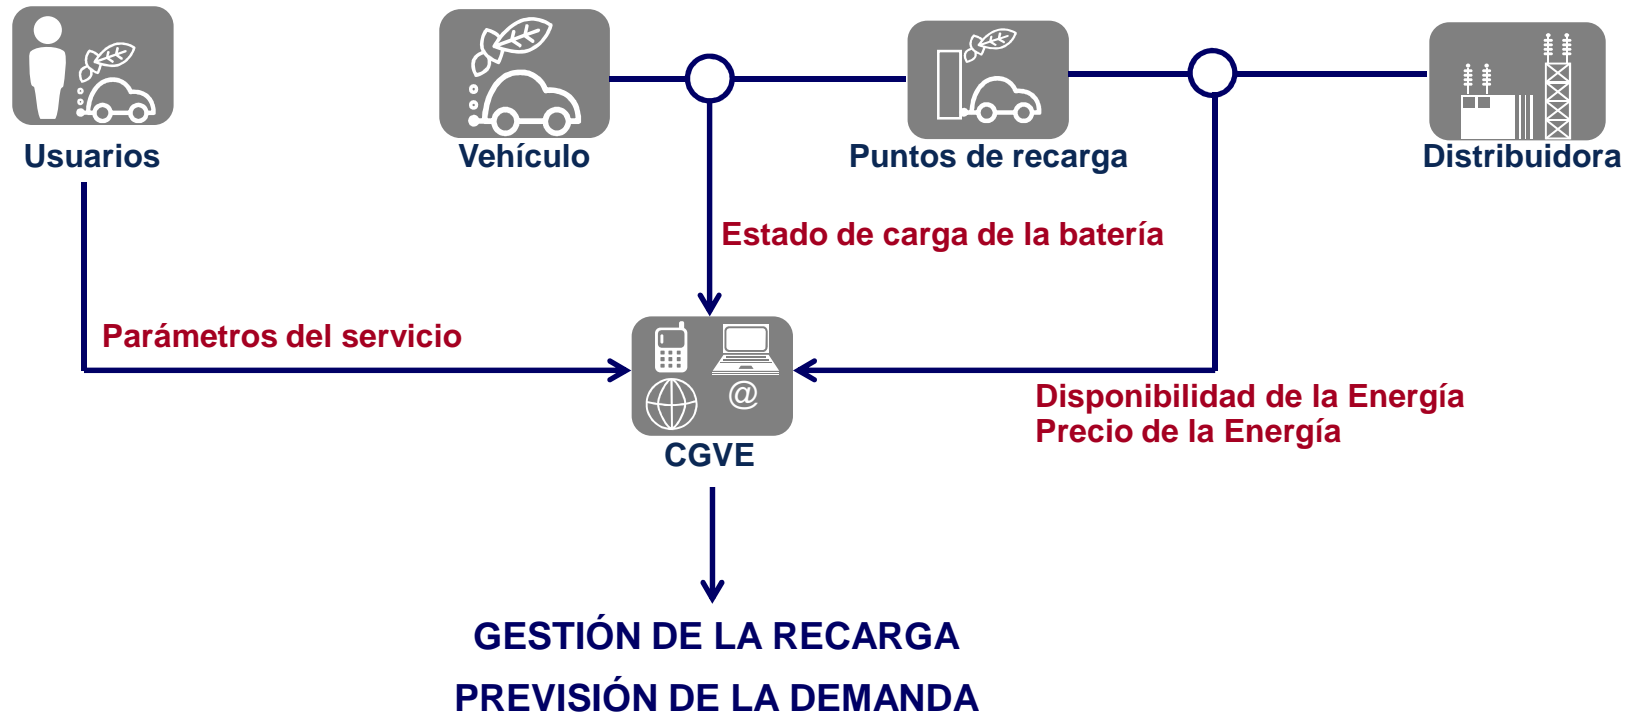 Usuarios
Vehículo
Puntos de recarga
Distribuidora
Estado de carga de la batería
Parámetros del servicio
@
Disponibilidad de la Energía
Precio de la Energía
CGVE
GESTIÓN DE LA RECARGA
PREVISIÓN DE LA DEMANDA